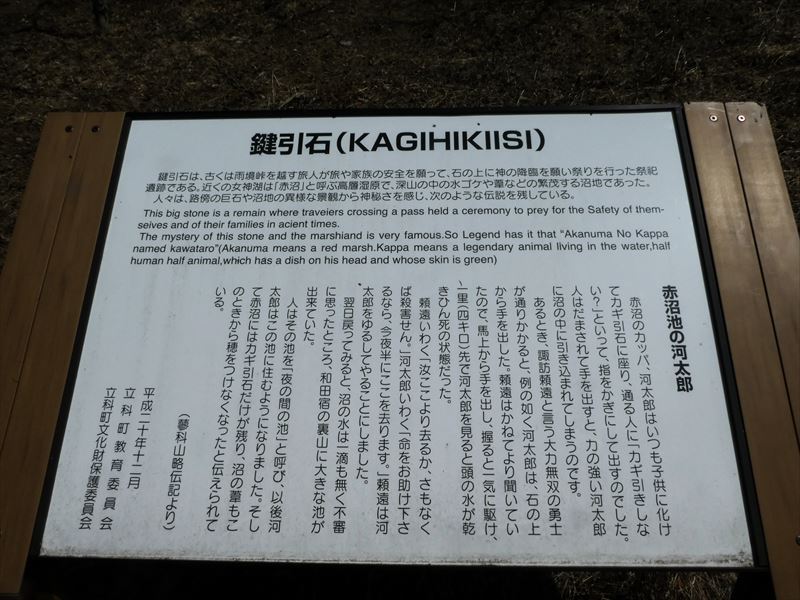 鍵引石(KAGIHIKIISI)
鍵引石は、古くは雨境峠を越す旅人が旅や家族の安全を願って、石の上に神の降臨を願い祭りを行った祭祀
遺跡である。近くの女神湖は「赤沼」と呼ぶ高層湿原で、深山の中の水ゴケや葦などの繁茂する沼地であった。
人々は、路傍の巨石や沼地の異様な景観から神秘さを感じ、次のような伝説を残している。
This big stone is a remain where traveiers crossing a pass held a ceremony to prey for the Safety of them-
seives and of their families in acient times.
The mystery of this stone and the marshiand is very famous.So Legend has it that “Akanuma No Kappa
named kawataro”(Akanuma means a red marsh.Kappa means a legendary animal living in the water,half
human half animal,which has a dish on his head and whose skin is green)
赤沼池の河太郎
赤沼のカッパ、河太郎はいつも子供に化け
てカギ引石に座り、通る人に「カギ引きしな
い?」といって、指をかぎにして出すのでした。
人はだまされて手を出すと、力の強い河太郎
に沼の中に引き込まれてしまうのです。
あるとき、諏訪頼遠と言う大力無双の勇士
が通りかかると、例の如く河太郎は、石の上
から手を出した。頼遠はかねてより聞いてい
たので、馬上から手を出し、握ると一気に駆け、
一里(四キロ)先で河太郎を見ると頭の水が乾
きひん死の状態だった。
頼遠いわく「汝ここより去るか、さもなく
ば殺害せん。」河太郎いわく「命をお助け下さ
るなら、今夜半にここを去ります。」頼遠は河
太郎をゆるしてやることにしました。
翌日戻ってみると、沼の水は一滴も無く不審
に思ったところ、和田宿の裏山に大きな池が
出来ていた。
人はその池を「夜の間の池」と呼び、以後河
太郎はこの池に住むようになりました。そし
て赤沼にはカギ引石だけが残り、沼の葦もこ
のときから穂をつけなくなったと伝えられて
いる。
(蓼科山略伝記より)
平成二十年十二月
立科町教育委員会
立科町文化財保護委員会